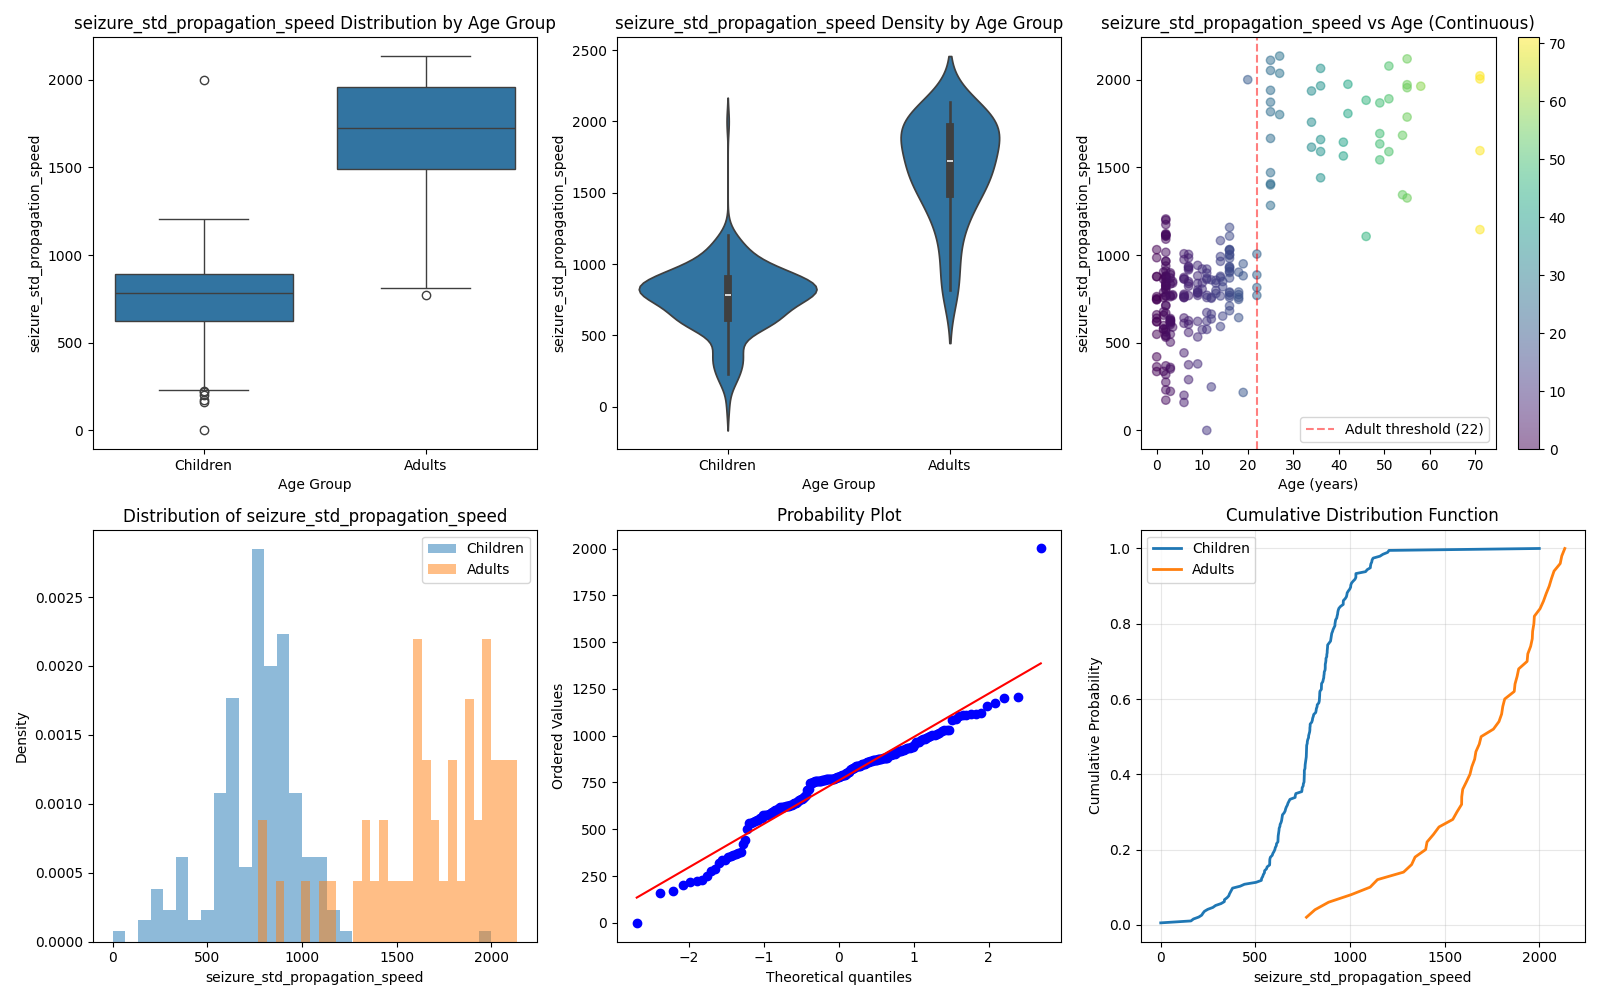 seizure_std_propagation_speed Distribution by Age Group
seizure_std_propagation_speed
2000
1500
1000
500
0
Children
Adults
Age Group
seizure_std_propagation_speed Density by Age Group
seizure_std_propagation_speed
2500
2000
1500
1000
500
0
Children
Adults
Age Group
seizure_std_propagation_speed vs Age (Continuous)
seizure_std_propagation_speed
2000
1500
1000
500
0
Adult threshold (22)
0 10 20 30 40 50 60 70
Age (years)
70
60
50
40
30
20
10
0
Distribution of seizure_std_propagation_speed
Density
0.0025
0.0020
0.0015
0.0010
0.0005
0.0000
Children
Adults
0 500 1000 1500 2000
seizure_std_propagation_speed
Probability Plot
Ordered Values
2000
1750
1500
1250
1000
750
500
250
0
−2 −1 0 1 2
Theoretical quantiles
Cumulative Distribution Function
Cumulative Probability
1.0
0.8
0.6
0.4
0.2
0.0
Children
Adults
0 500 1000 1500 2000
seizure_std_propagation_speed